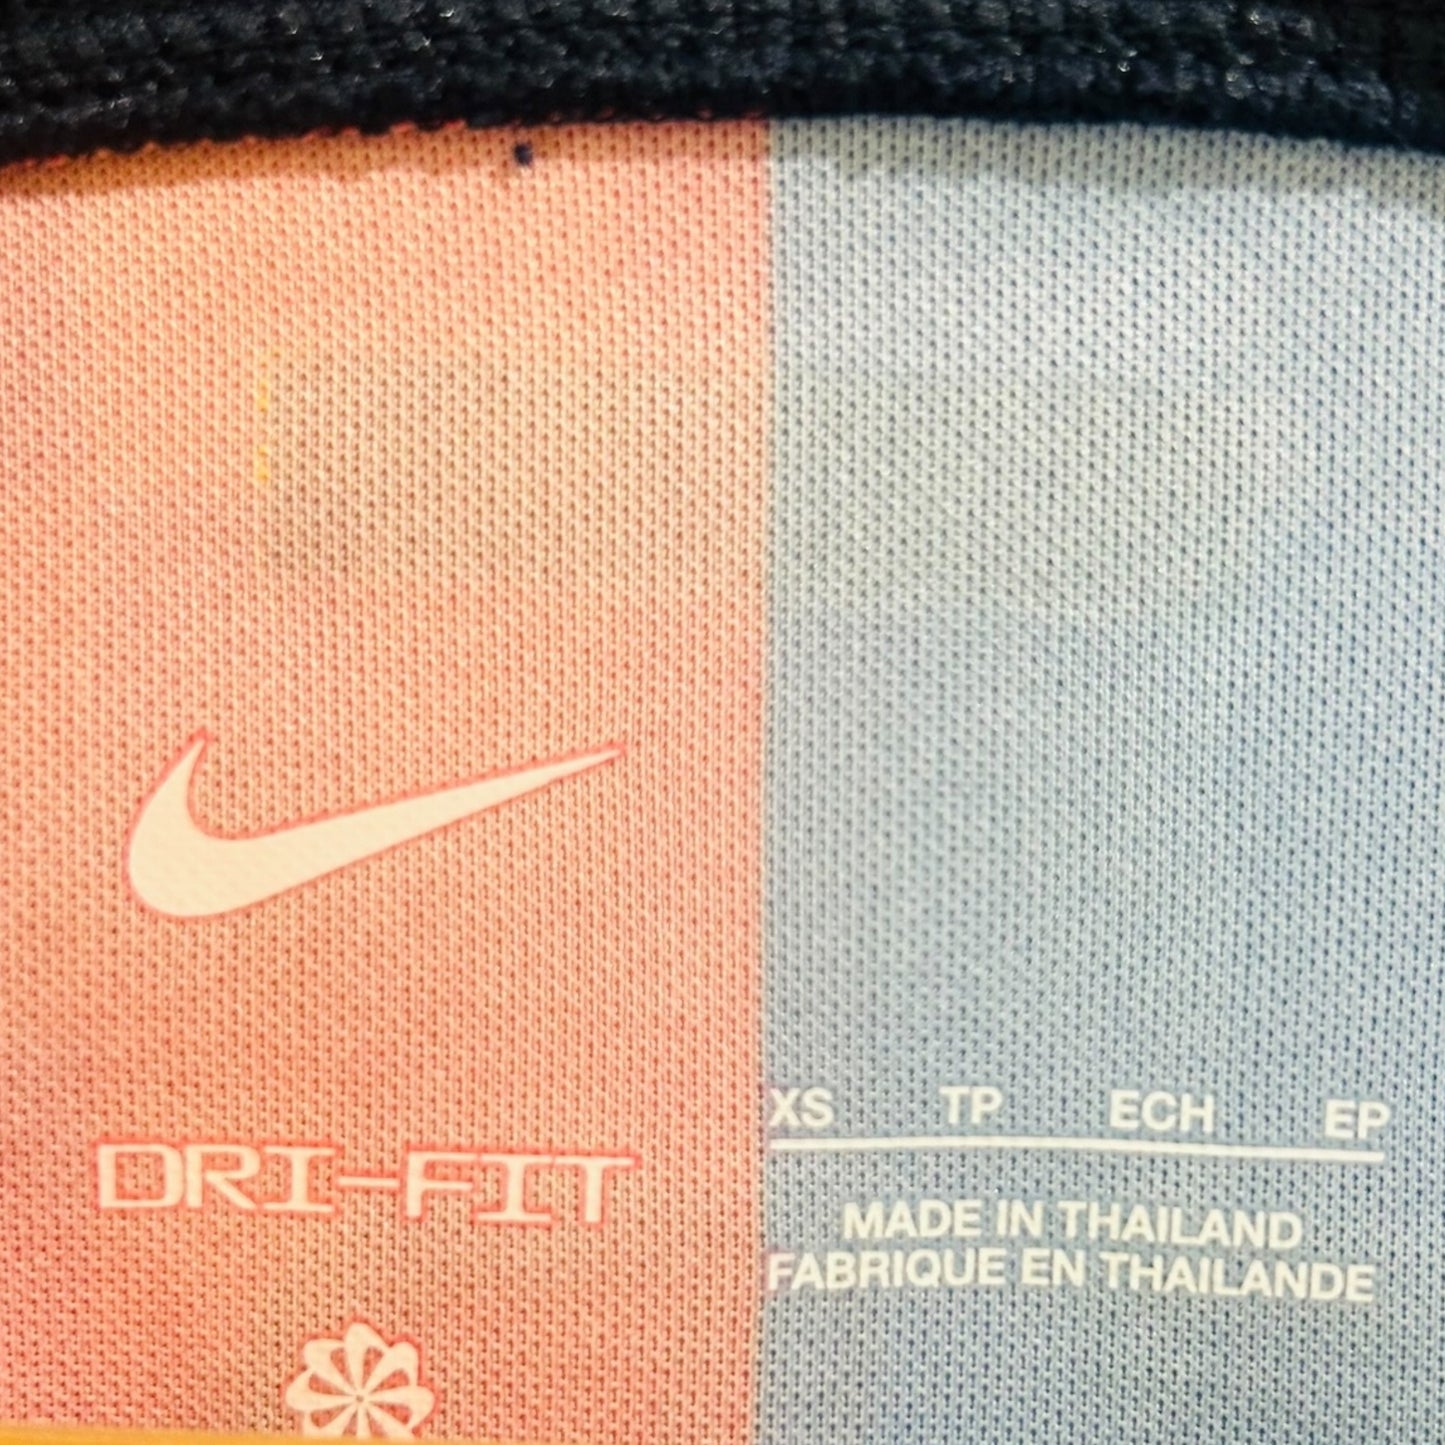 DRI-FIT
XS TP ECH EP
MADE IN THAILAND
FABRIQUE EN THAILANDE